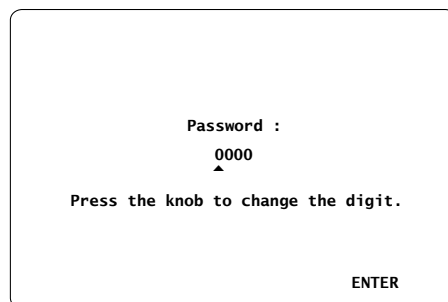 Password :
0000
Press the knob to change the digit.
ENTER